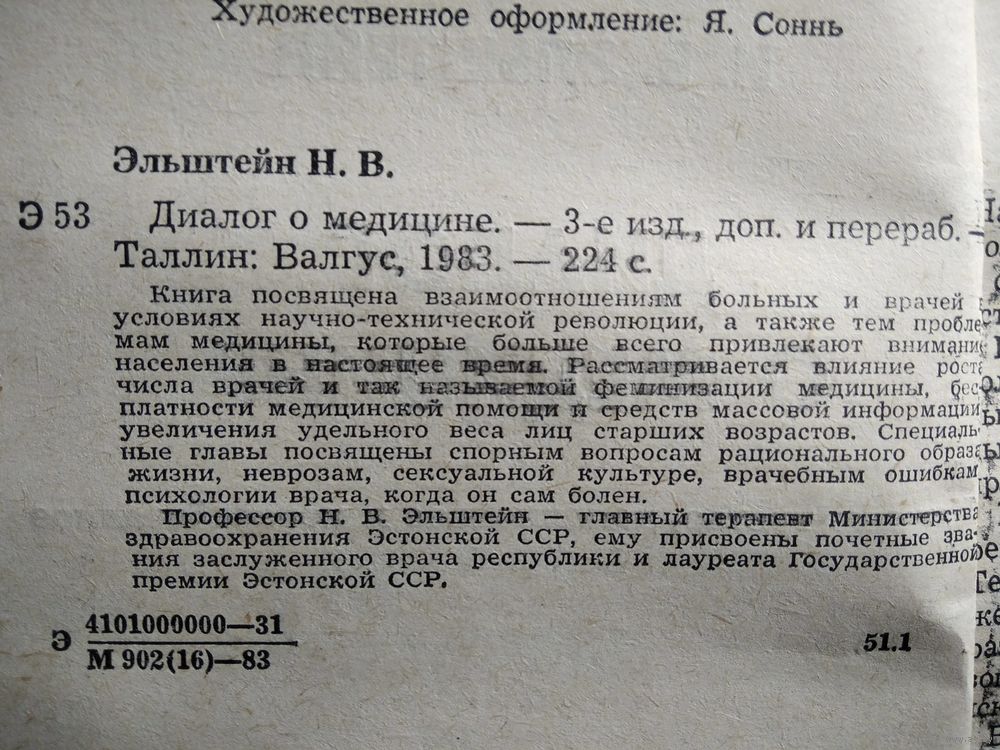 Художественное оформление: Я. Соннь
Эльштейн Н. В.
Э 53 Диалог о медицине. — 3-е изд., доп. и перераб. —
Таллин: Валгус, 1983. — 224 с.
Книга посвящена взаимоотношениям больных и врачей
условиях научно-технической революции, а также тем пробле
мам медицины, которые больше всего привлекают внимание
населения в настоящее время. Рассматривается влияние роста
числа врачей и так называемой феминизации медицины, бес
платности медицинской помощи и средств массовой информации,
увеличения удельного веса лиц старших возрастов. Специаль-
ные главы посвящены спорным вопросам рационального образа
жизни, неврозам, сексуальной культуре, врачебным ошибкам
психологии врача, когда он сам болен.
Профессор Н. В. Эльштейн — главный терапевт Министерства
здравоохранения Эстонской ССР, ему присвоены почетные зва-
ния заслуженного врача республики и лауреата Государственной
премии Эстонской ССР.
Э 4101000000—31
М 902(16)—83
51.1